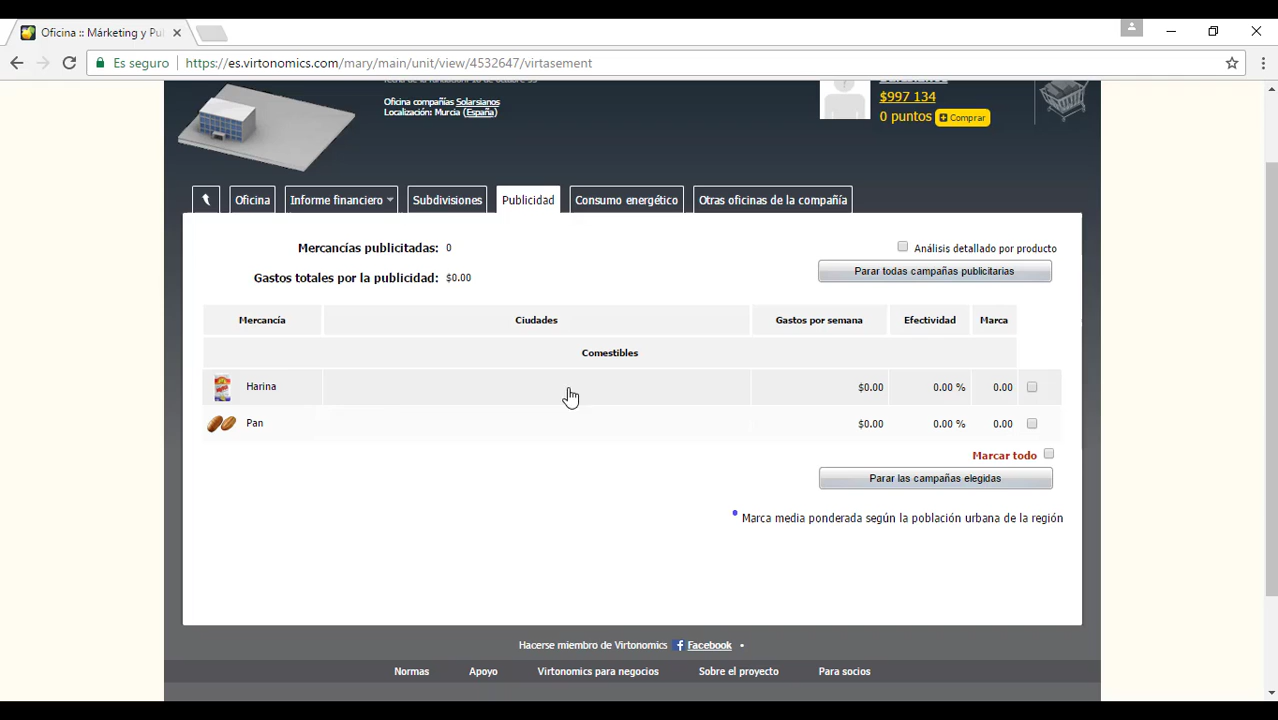 Oficina :: Márketing y Pu
Es seguro https://es.virtonomics.com/mary/main/unit/view/4532647/virtasement
Oficina compañías Solarsianos
Localización: Murcia (España)
$997 134
0 puntos Comprar
Oficina Informe financiero Subdivisiones Publicidad Consumo energético Otras oficinas de la compañía
Mercancías publicitadas: 0
Análisis detallado por producto
Gastos totales por la publicidad: $0.00
Parar todas campañas publicitarias
Mercancía Ciudades Gastos por semana Efectividad Marca
Comestibles
Harina $0.00 0.00 % 0.00
Pan $0.00 0.00 % 0.00
Marcar todo
Parar las campañas elegidas
Marca media ponderada según la población urbana de la región
Hacerse miembro de Virtonomics Facebook
Normas Apoyo Virtonomics para negocios Sobre el proyecto Para socios